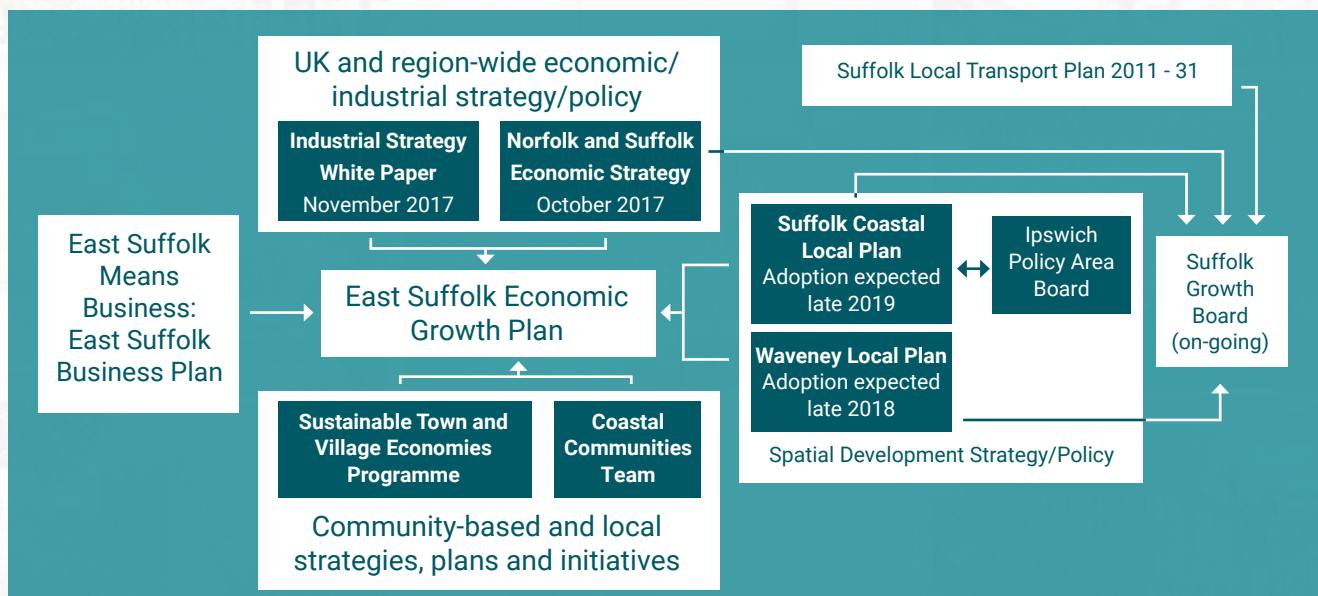 UK and region-wide economic/
industrial strategy/policy
Industrial Strategy
White Paper
November 2017
Norfolk and Suffolk
Economic Strategy
October 2017
Suffolk Local Transport Plan 2011 - 31
East Suffolk
Means
Business:
East Suffolk
Business Plan
East Suffolk Economic
Growth Plan
Suffolk Coastal
Local Plan
Adoption expected
late 2019
Ipswich
Policy Area
Board
Waveney Local Plan
Adoption expected
late 2018
Spatial Development Strategy/Policy
Suffolk
Growth
Board
(on-going)
Sustainable Town and
Village Economies
Programme
Coastal
Communities
Team
Community-based and local
strategies, plans and initiatives